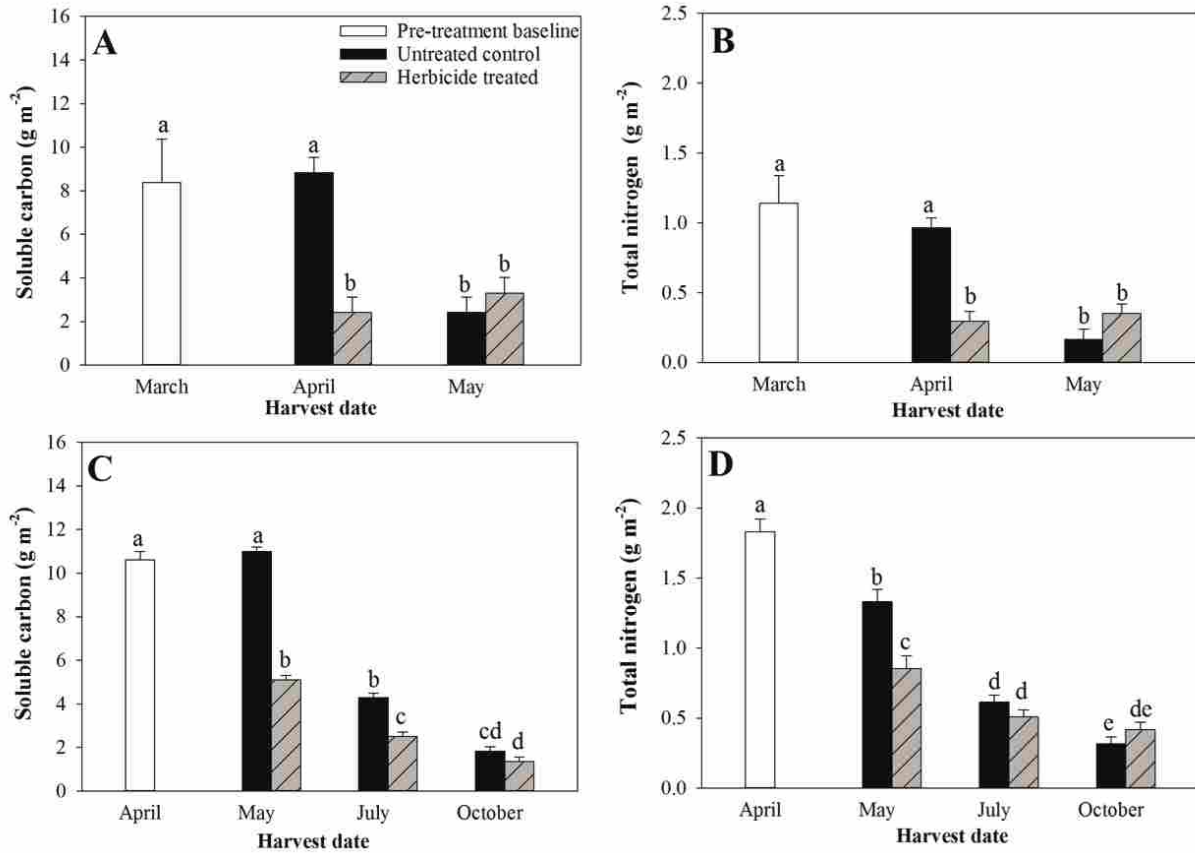 A
Pre-treatment baseline
Untreated control
Herbicide treated
Soluble carbon (g m⁻²)
16
14
12
10
8
6
4
2
0
a
a
b
b
b
March
April
May
Harvest date
B
Total nitrogen (g m⁻²)
2.5
2.0
1.5
1.0
0.5
0.0
a
a
b
b
b
March
April
May
Harvest date
C
Soluble carbon (g m⁻²)
16
14
12
10
8
6
4
2
0
a
a
b
b
c
cd
d
April
May
July
October
Harvest date
D
Total nitrogen (g m⁻²)
2.5
2.0
1.5
1.0
0.5
0.0
a
b
c
d
d
e
de
April
May
July
October
Harvest date